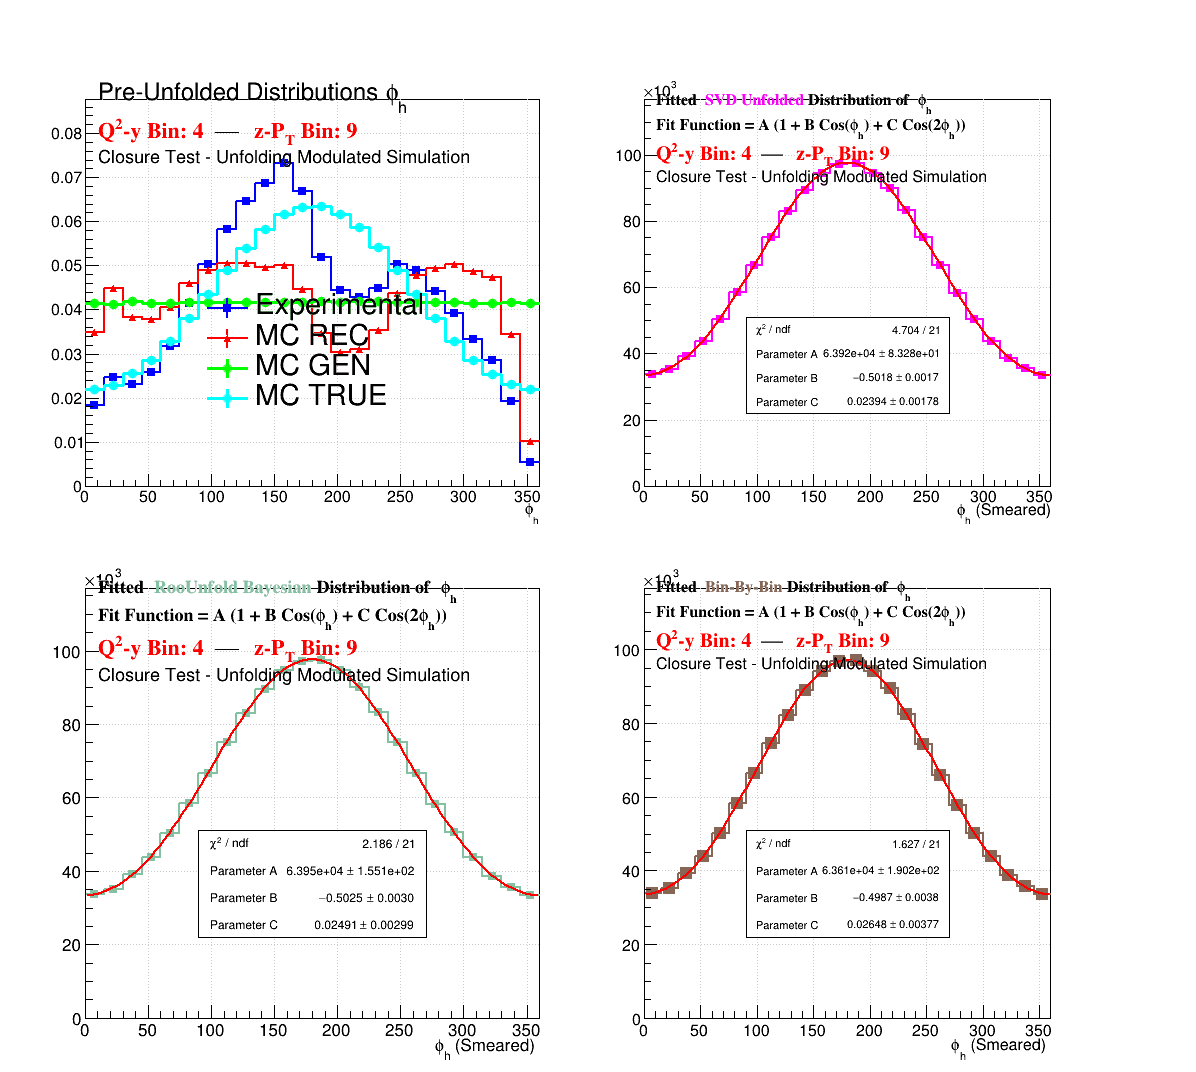 Pre-Unfolded Distributions ϕh
Q²-y Bin: 4 — z-PT Bin: 9
Closure Test - Unfolding Modulated Simulation
0.08
0.07
0.06
0.05
0.04
0.03
0.02
0.01
0
Experimental
MC REC
MC GEN
MC TRUE
0 50 100 150 200 250 300 350
ϕh
×10³
Fitted SVD Unfolded Distribution of ϕh
Fit Function = A (1 + B Cos(ϕh) + C Cos(2ϕh))
Q²-y Bin: 4 — z-PT Bin: 9
Closure Test - Unfolding Modulated Simulation
100
80
60
40
20
0
χ² / ndf 4.704 / 21
Parameter A 6.392e+04 ± 8.328e+01
Parameter B −0.5018 ± 0.0017
Parameter C 0.02394 ± 0.00178
0 50 100 150 200 250 300 350
ϕh (Smeared)
×10³
Fitted RooUnfold Bayesian Distribution of ϕh
Fit Function = A (1 + B Cos(ϕh) + C Cos(2ϕh))
Q²-y Bin: 4 — z-PT Bin: 9
Closure Test - Unfolding Modulated Simulation
100
80
60
40
20
0
χ² / ndf 2.186 / 21
Parameter A 6.395e+04 ± 1.551e+02
Parameter B −0.5025 ± 0.0030
Parameter C 0.02491 ± 0.00299
0 50 100 150 200 250 300 350
ϕh (Smeared)
×10³
Fitted Bin-By-Bin Distribution of ϕh
Fit Function = A (1 + B Cos(ϕh) + C Cos(2ϕh))
Q²-y Bin: 4 — z-PT Bin: 9
Closure Test - Unfolding Modulated Simulation
100
80
60
40
20
0
χ² / ndf 1.627 / 21
Parameter A 6.361e+04 ± 1.902e+02
Parameter B −0.4987 ± 0.0038
Parameter C 0.02648 ± 0.00377
0 50 100 150 200 250 300 350
ϕh (Smeared)